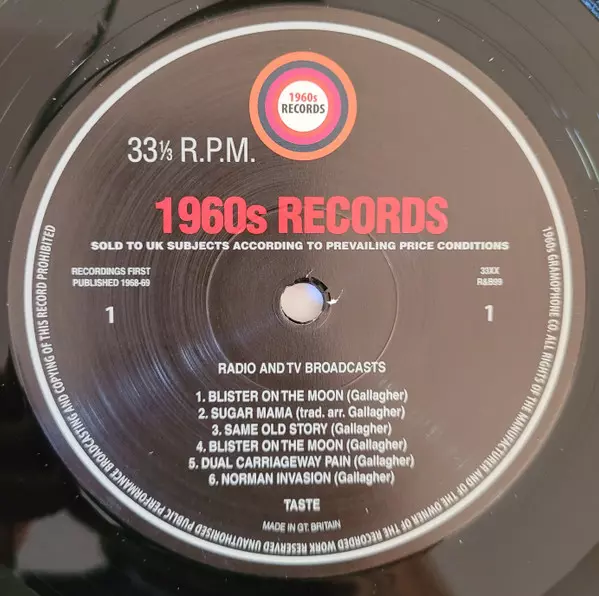 1960s
RECORDS
33⅓ R.P.M.
1960s RECORDS
SOLD TO UK SUBJECTS ACCORDING TO PREVAILING PRICE CONDITIONS
RECORDINGS FIRST
PUBLISHED 1968-69
33XX
R&B99
1
1
RADIO AND TV BROADCASTS
1. BLISTER ON THE MOON (Gallagher)
2. SUGAR MAMA (trad. arr. Gallagher)
3. SAME OLD STORY (Gallagher)
4. BLISTER ON THE MOON (Gallagher)
5. DUAL CARRIAGEWAY PAIN (Gallagher)
6. NORMAN INVASION (Gallagher)
TASTE
MADE IN GT. BRITAIN
1960s GRAMOPHONE CO. ALL RIGHTS OF THE MANUFACTURER AND OF THE OWNER OF THE RECORDED WORK RESERVED UNAUTHORISED PUBLIC PERFORMANCE BROADCASTING AND COPYING OF THIS RECORD PROHIBITED